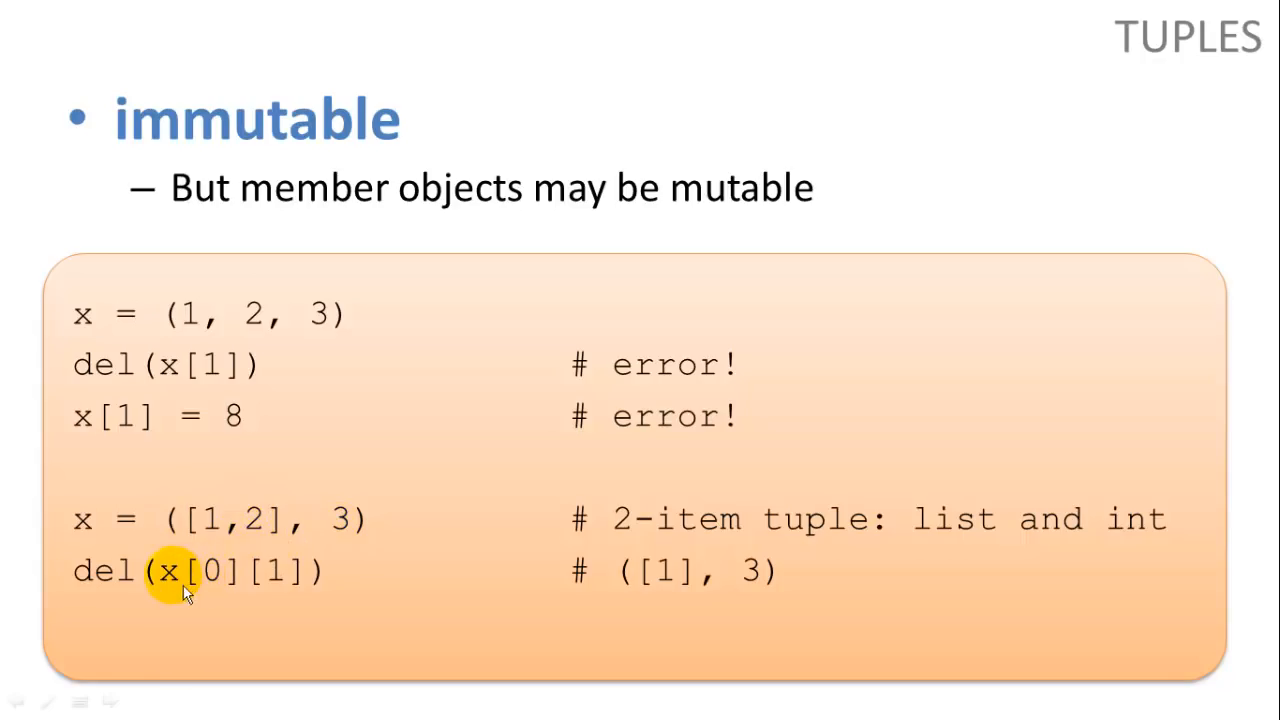 TUPLES
• immutable
– But member objects may be mutable
x = (1, 2, 3)
del(x[1]) # error!
x[1] = 8 # error!
x = ([1,2], 3) # 2-item tuple: list and int
del(x[0][1]) # ([1], 3)